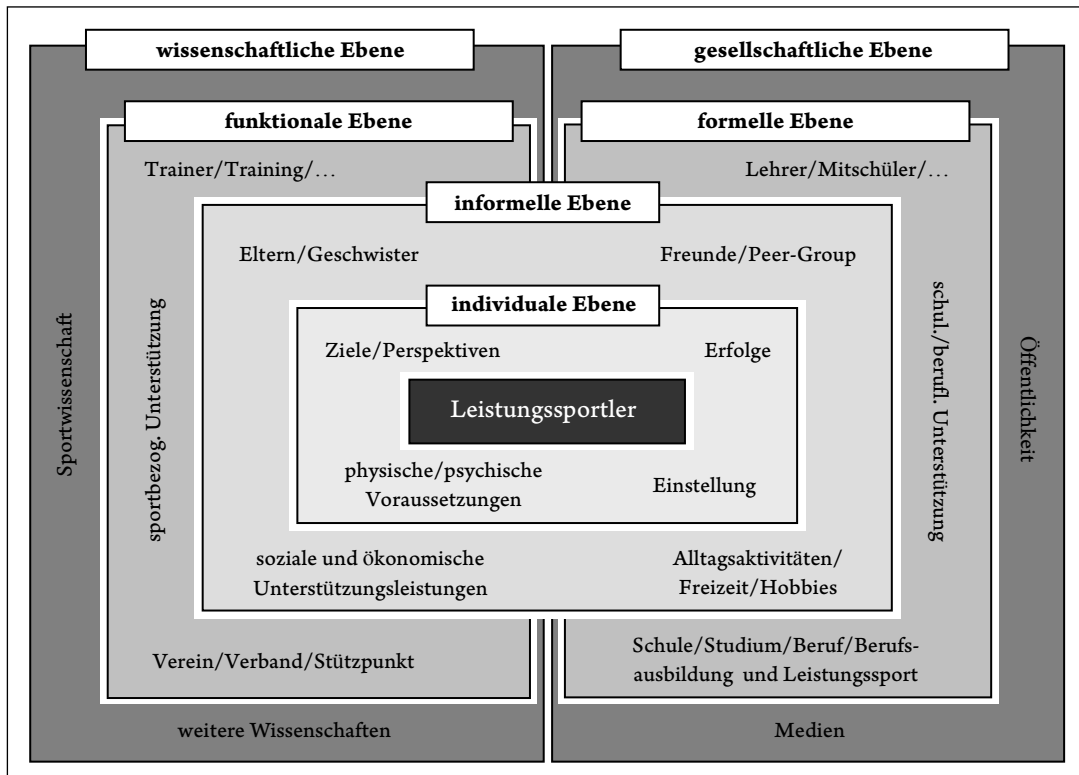 wissenschaftliche Ebene
gesellschaftliche Ebene
funktionale Ebene
formelle Ebene
Trainer/Training/…
Lehrer/Mitschüler/…
informelle Ebene
Eltern/Geschwister
Freunde/Peer-Group
individuale Ebene
Ziele/Perspektiven
Erfolge
Leistungssportler
physische/psychische
Voraussetzungen
Einstellung
Sportwissenschaft
sportbezog. Unterstützung
schul./berufl. Unterstützung
Öffentlichkeit
soziale und ökonomische
Unterstützungsleistungen
Alltagsaktivitäten/
Freizeit/Hobbies
Verein/Verband/Stützpunkt
Schule/Studium/Beruf/Berufs-
ausbildung und Leistungssport
weitere Wissenschaften
Medien